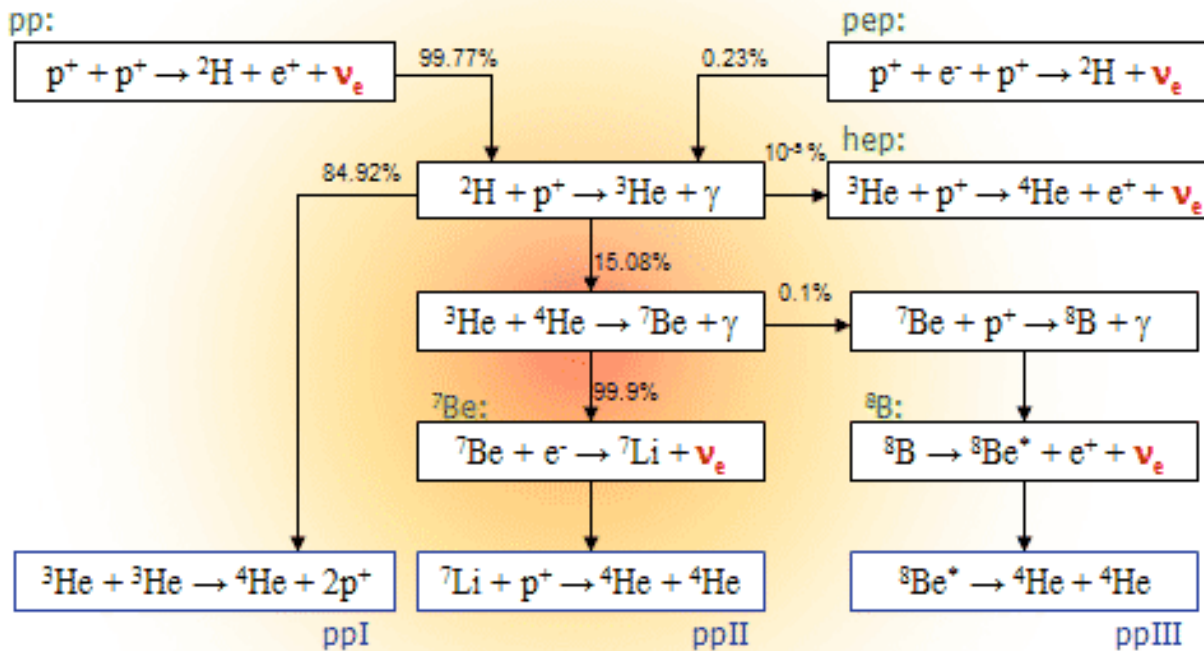 pp:
pep:
p⁺ + p⁺ → ²H + e⁺ + νₑ
99.77%
0.23%
p⁺ + e⁻ + p⁺ → ²H + νₑ
hep:
84.92%
²H + p⁺ → ³He + γ
10⁻⁵ %
³He + p⁺ → ⁴He + e⁺ + νₑ
15.08%
³He + ⁴He → ⁷Be + γ
0.1%
⁷Be + p⁺ → ⁸B + γ
99.9%
⁷Be:
⁸B:
⁷Be + e⁻ → ⁷Li + νₑ
⁸B → ⁸Be* + e⁺ + νₑ
³He + ³He → ⁴He + 2p⁺
⁷Li + p⁺ → ⁴He + ⁴He
⁸Be* → ⁴He + ⁴He
ppI
ppII
ppIII